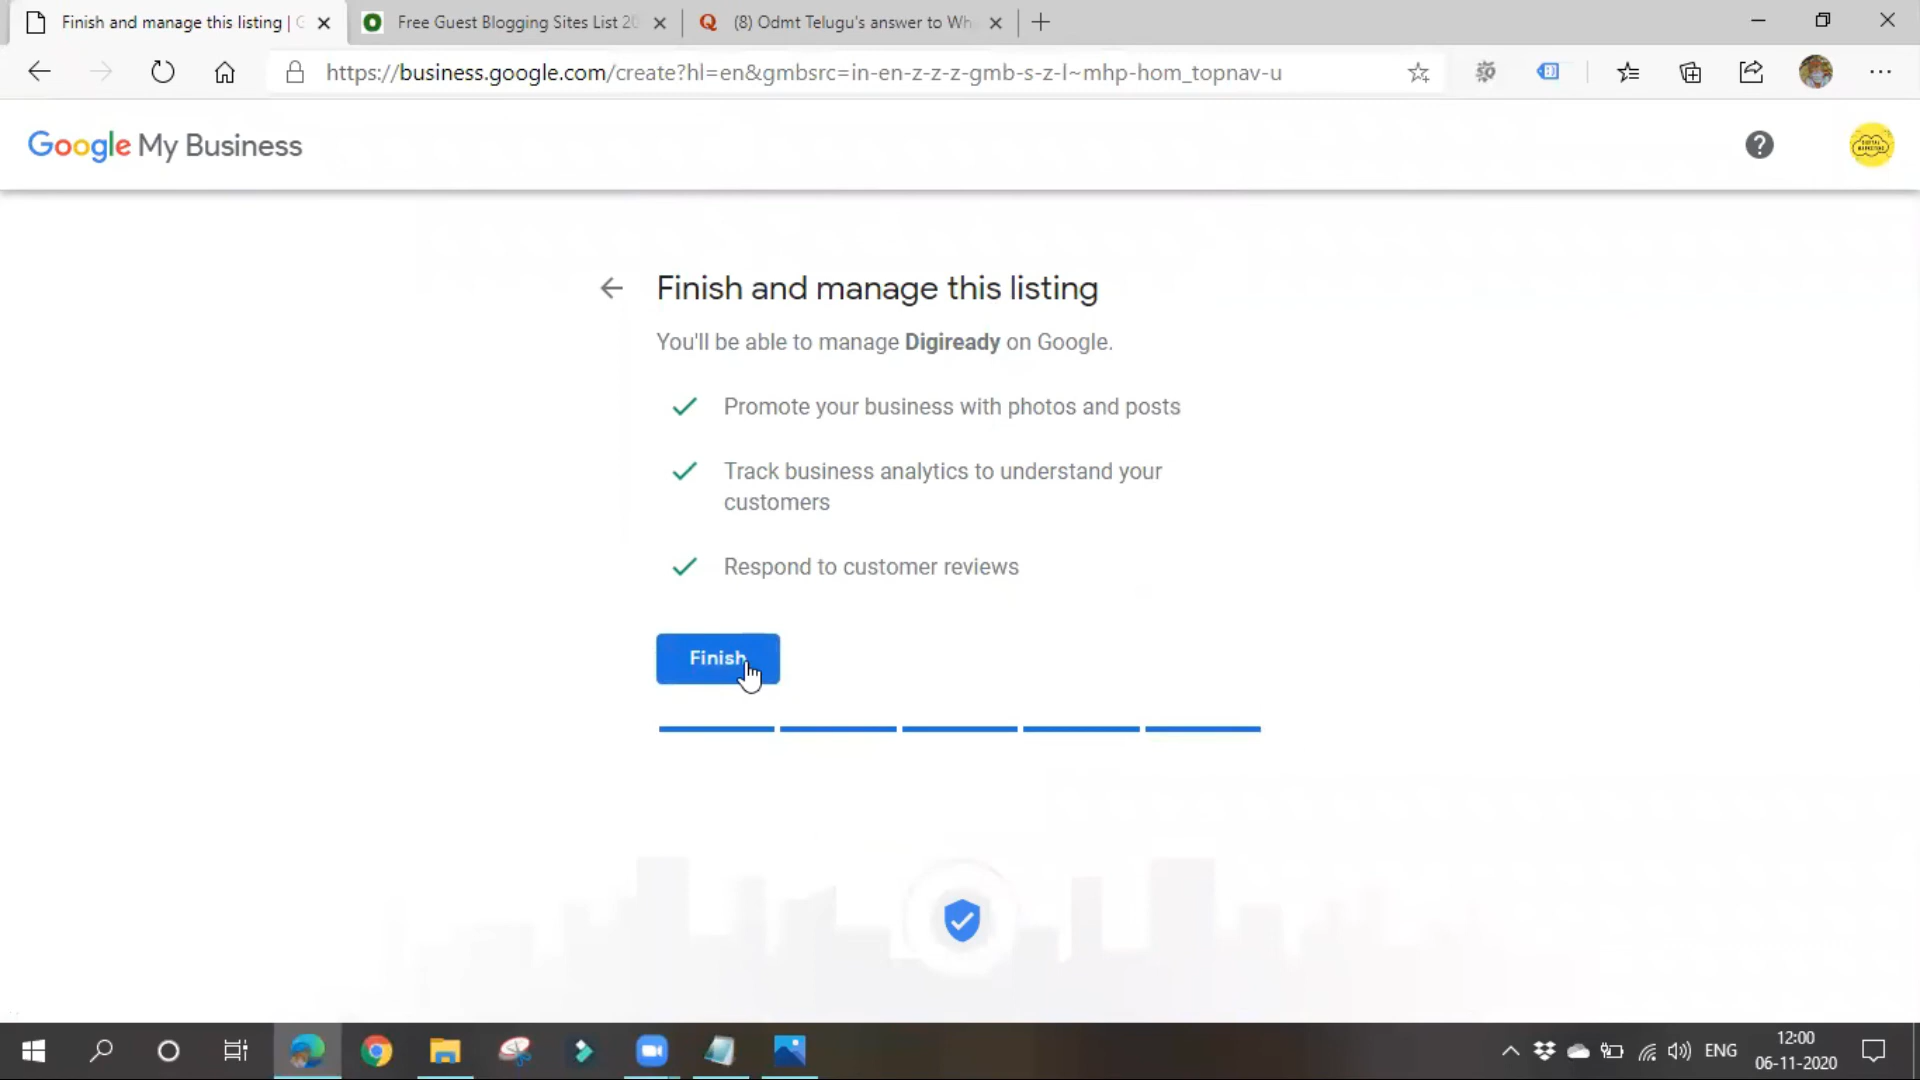 Finish and manage this listing | G
Free Guest Blogging Sites List 20
(8) Odmt Telugu's answer to Wh
https://business.google.com/create?hl=en&gmbsrc=in-en-z-z-z-gmb-s-z-l~mhp-hom_topnav-u
Google My Business
Finish and manage this listing
You'll be able to manage Digiready on Google.
Promote your business with photos and posts
Track business analytics to understand your
customers
Respond to customer reviews
Finish
ENG
12:00
06-11-2020